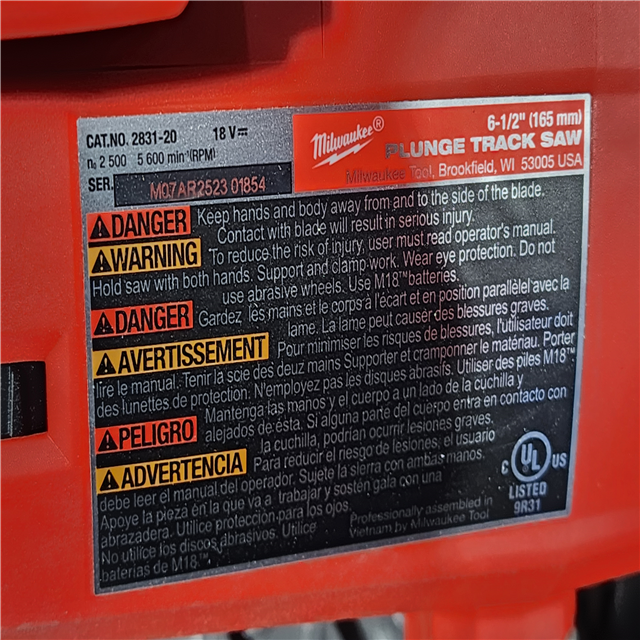 CAT.NO. 2831-20 18 V⎓
n₀ 2 500 5 600 min⁻¹(RPM)
SER. M07AR2523 01854
Milwaukee®
6-1/2" (165 mm)
PLUNGE TRACK SAW
Milwaukee Tool, Brookfield, WI 53005 USA
DANGER Keep hands and body away from and to the side of the blade.
Contact with blade will result in serious injury.
WARNING To reduce the risk of injury, user must read operator's manual.
Hold saw with both hands. Support and clamp work. Wear eye protection. Do not
use abrasive wheels. Use M18™ batteries.
DANGER Gardez les mains et le corps à l'écart et en position parallèle avec la
lame. La lame peut causer des blessures graves.
AVERTISSEMENT Pour minimiser les risques de blessures, l'utilisateur doit
lire le manuel. Tenir la scie des deux mains Supporter et cramponner le matériau. Porter
des lunettes de protection. N'employez pas les disques abrasifs. Utiliser des piles M18™
PELIGRO Mantenga las manos y el cuerpo a un lado de la cuchilla y
alejados de ésta. Si alguna parte del cuerpo entra en contacto con
la cuchilla, podrían ocurrir lesiones graves.
ADVERTENCIA Para reducir el riesgo de lesiones, el usuario
debe leer el manual del operador. Sujete la sierra con ambas manos.
Apoye la pieza en la que va a trabajar y sostén gala con una
abrazadera. Utilice protección para los ojos.
No utilice los discos abrasivos. Utilice
baterías de M18™
Professionally assembled in
Vietnam by Milwaukee Tool
C UL US
LISTED
9R31